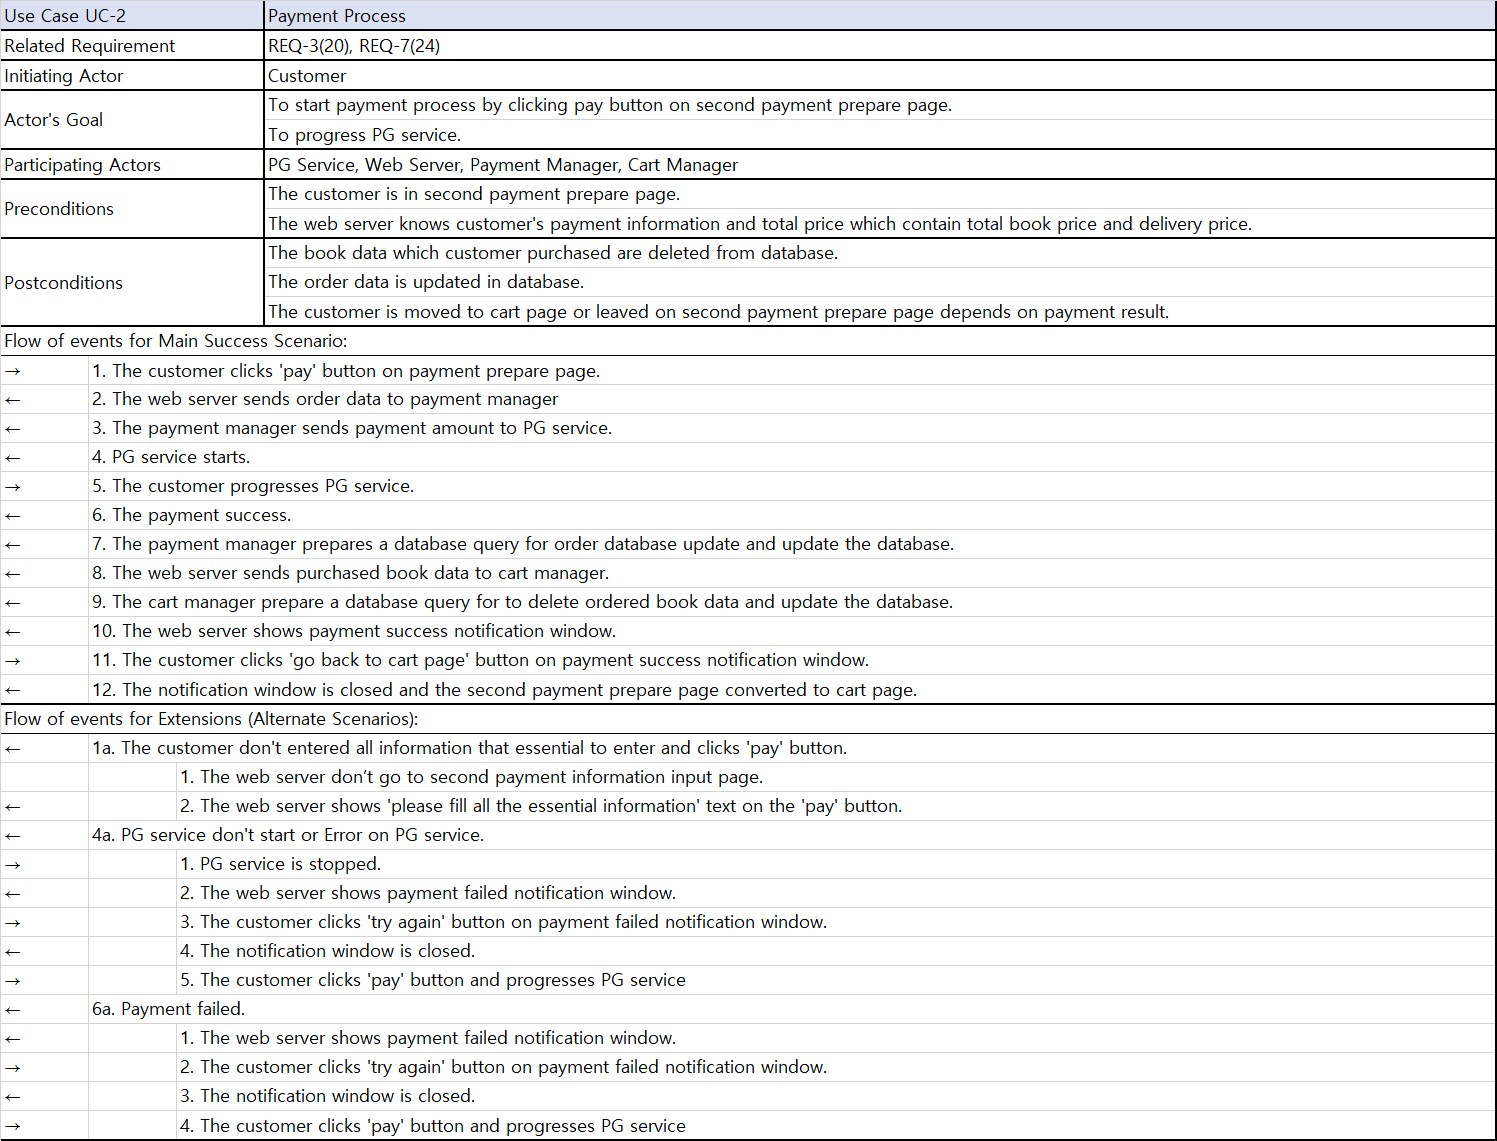 Use Case UC-2 Payment Process
Related Requirement REQ-3(20), REQ-7(24)
Initiating Actor Customer
Actor's Goal
To start payment process by clicking pay button on second payment prepare page.
To progress PG service.
Participating Actors PG Service, Web Server, Payment Manager, Cart Manager
Preconditions
The customer is in second payment prepare page.
The web server knows customer's payment information and total price which contain total book price and delivery price.
Postconditions
The book data which customer purchased are deleted from database.
The order data is updated in database.
The customer is moved to cart page or leaved on second payment prepare page depends on payment result.
Flow of events for Main Success Scenario:
→ 1. The customer clicks 'pay' button on payment prepare page.
← 2. The web server sends order data to payment manager
← 3. The payment manager sends payment amount to PG service.
← 4. PG service starts.
→ 5. The customer progresses PG service.
← 6. The payment success.
← 7. The payment manager prepares a database query for order database update and update the database.
← 8. The web server sends purchased book data to cart manager.
← 9. The cart manager prepare a database query for to delete ordered book data and update the database.
← 10. The web server shows payment success notification window.
→ 11. The customer clicks 'go back to cart page' button on payment success notification window.
← 12. The notification window is closed and the second payment prepare page converted to cart page.
Flow of events for Extensions (Alternate Scenarios):
← 1a. The customer don't entered all information that essential to enter and clicks 'pay' button.
1. The web server don’t go to second payment information input page.
← 2. The web server shows 'please fill all the essential information' text on the 'pay' button.
← 4a. PG service don't start or Error on PG service.
→ 1. PG service is stopped.
← 2. The web server shows payment failed notification window.
→ 3. The customer clicks 'try again' button on payment failed notification window.
← 4. The notification window is closed.
→ 5. The customer clicks 'pay' button and progresses PG service
← 6a. Payment failed.
← 1. The web server shows payment failed notification window.
→ 2. The customer clicks 'try again' button on payment failed notification window.
← 3. The notification window is closed.
→ 4. The customer clicks 'pay' button and progresses PG service